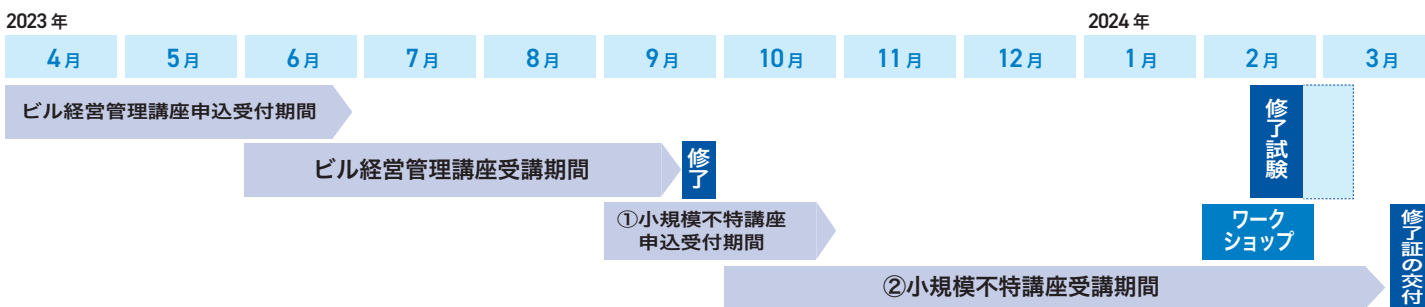 2023年
2024年
4月
5月
6月
7月
8月
9月
10月
11月
12月
1月
2月
3月
ビル経営管理講座申込受付期間
修了試験
ビル経営管理講座受講期間
修了
①小規模不特講座
申込受付期間
ワーク
ショップ
修了証の交付
②小規模不特講座受講期間